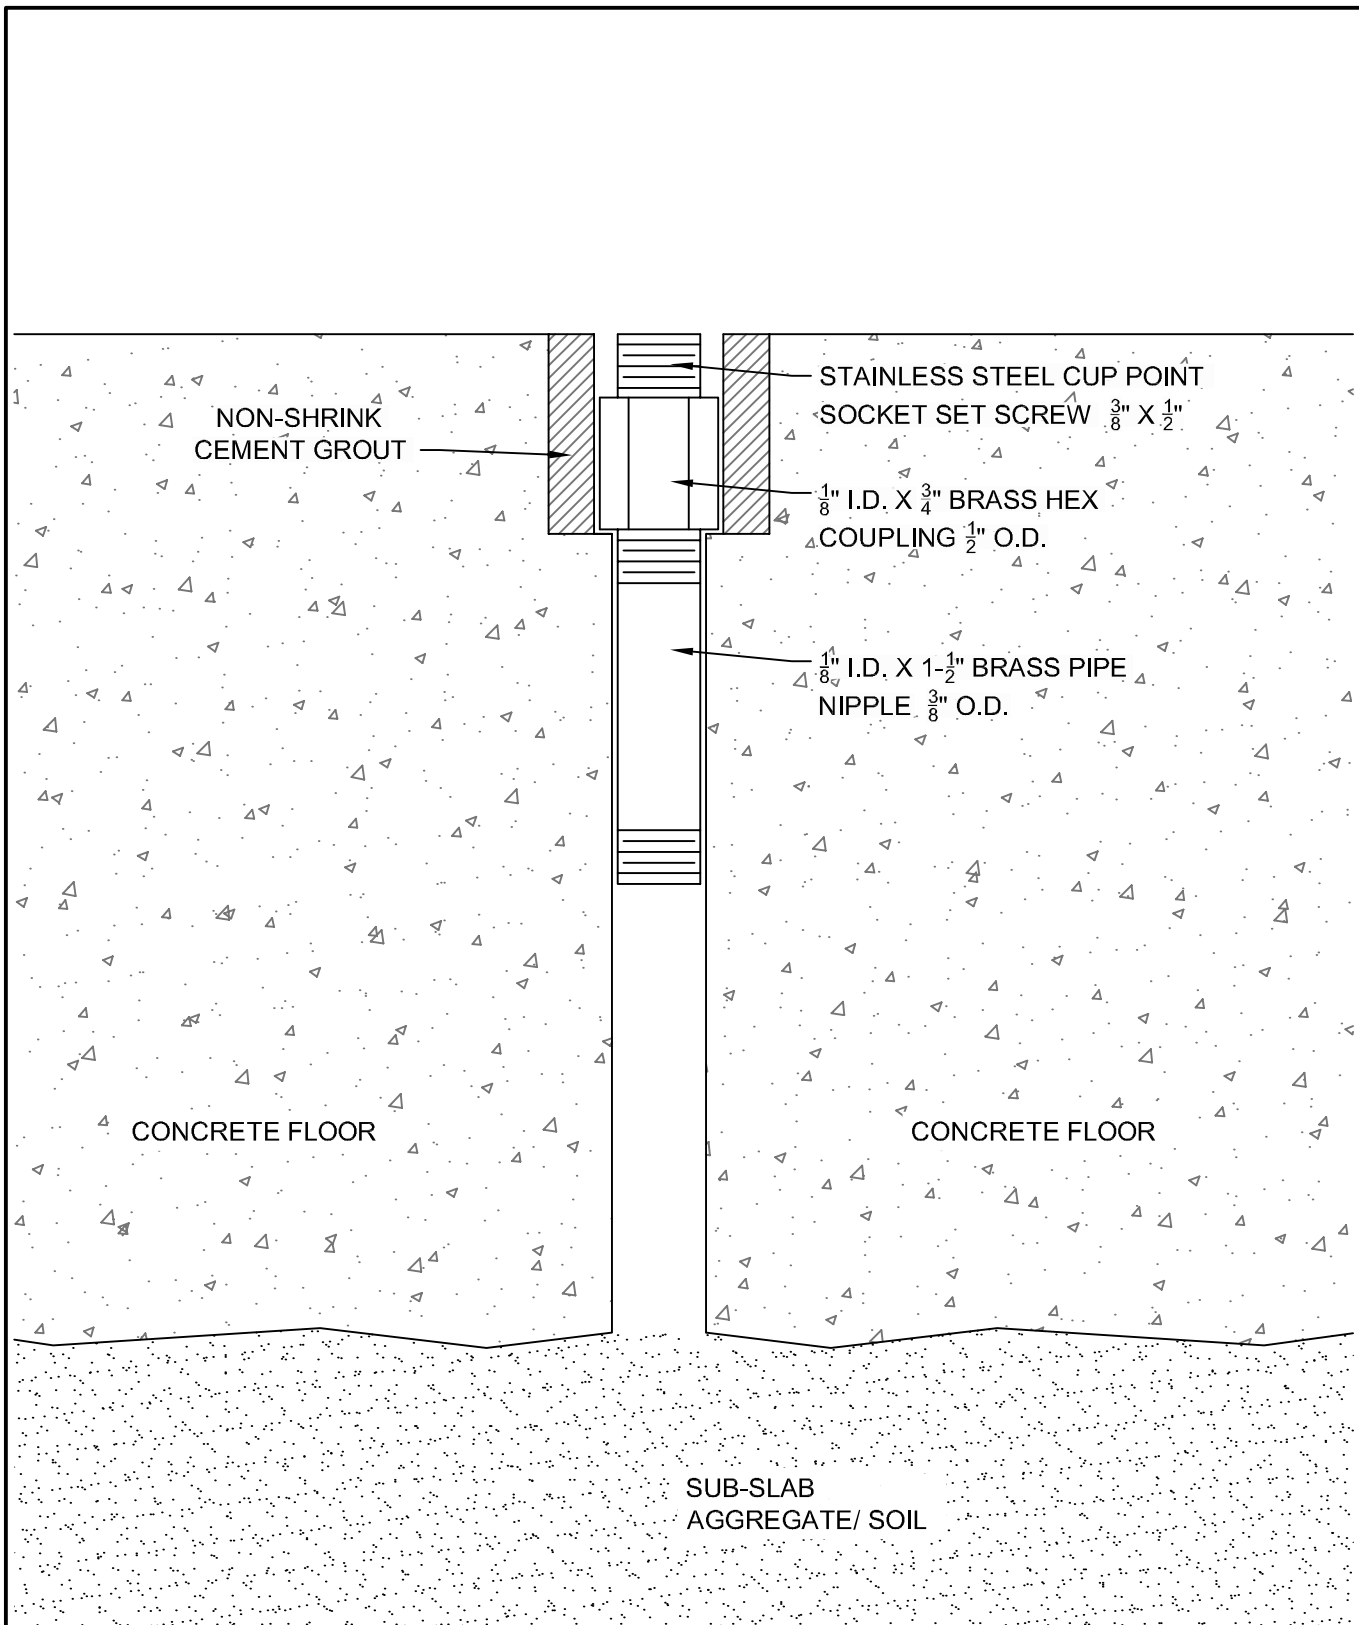 STAINLESS STEEL CUP POINT
SOCKET SET SCREW 3/8" X 1/2"
NON-SHRINK
CEMENT GROUT
1/8" I.D. X 3/4" BRASS HEX
COUPLING 1/2" O.D.
1/8" I.D. X 1-1/2" BRASS PIPE
NIPPLE 3/8" O.D.
CONCRETE FLOOR
CONCRETE FLOOR
SUB-SLAB
AGGREGATE/ SOIL